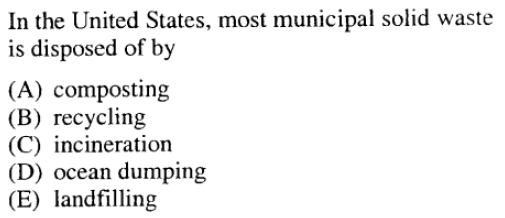 In the United States, most municipal solid waste
is disposed of by
(A) composting
(B) recycling
(C) incineration
(D) ocean dumping
(E) landfilling